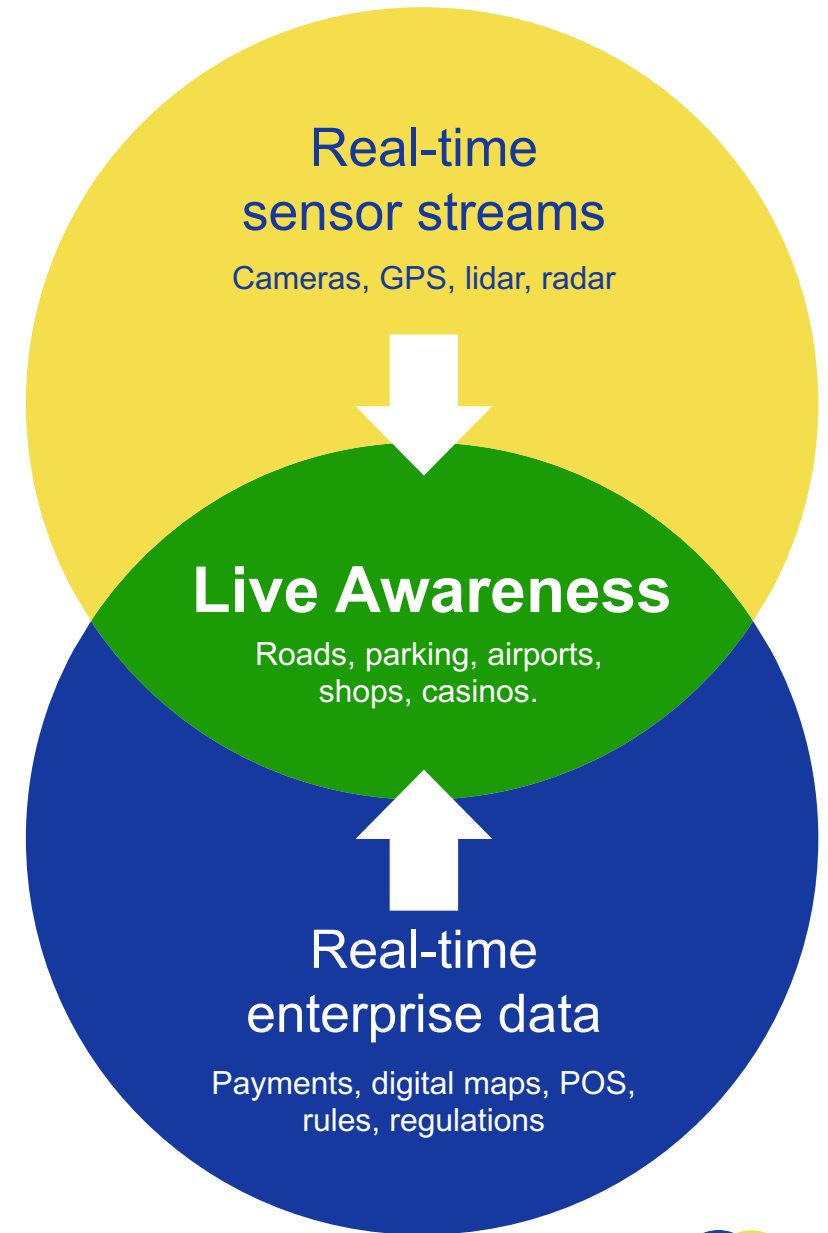 Real-time
sensor streams
Cameras, GPS, lidar, radar
Live Awareness
Roads, parking, airports,
shops, casinos.
Real-time
enterprise data
Payments, digital maps, POS,
rules, regulations